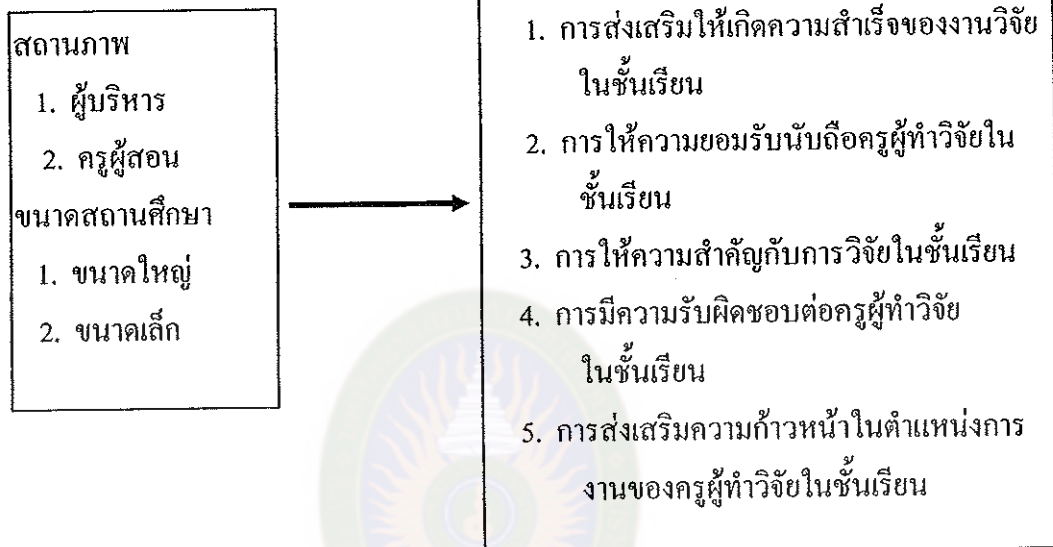 สถานภาพ
1. ผู้บริหาร
2. ครูผู้สอน
ขนาดสถานศึกษา
1. ขนาดใหญ่
2. ขนาดเล็ก
1. การส่งเสริมให้เกิดความสำเร็จของงานวิจัย
ในชั้นเรียน
2. การให้ความยอมรับนับถือครูผู้ทำวิจัยใน
ชั้นเรียน
3. การให้ความสำคัญกับการวิจัยในชั้นเรียน
4. การมีความรับผิดชอบต่อครูผู้ทำวิจัย
ในชั้นเรียน
5. การส่งเสริมความก้าวหน้าในตำแหน่งการ
งานของครูผู้ทำวิจัยในชั้นเรียน